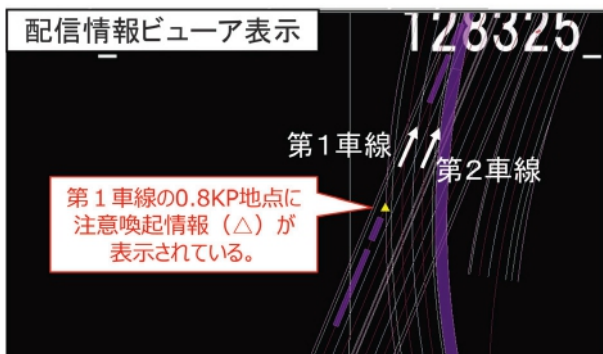 配信情報ビューア表示
128325_
第1車線
第2車線
第1車線の0.8KP地点に
注意喚起情報（△）が
表示されている。